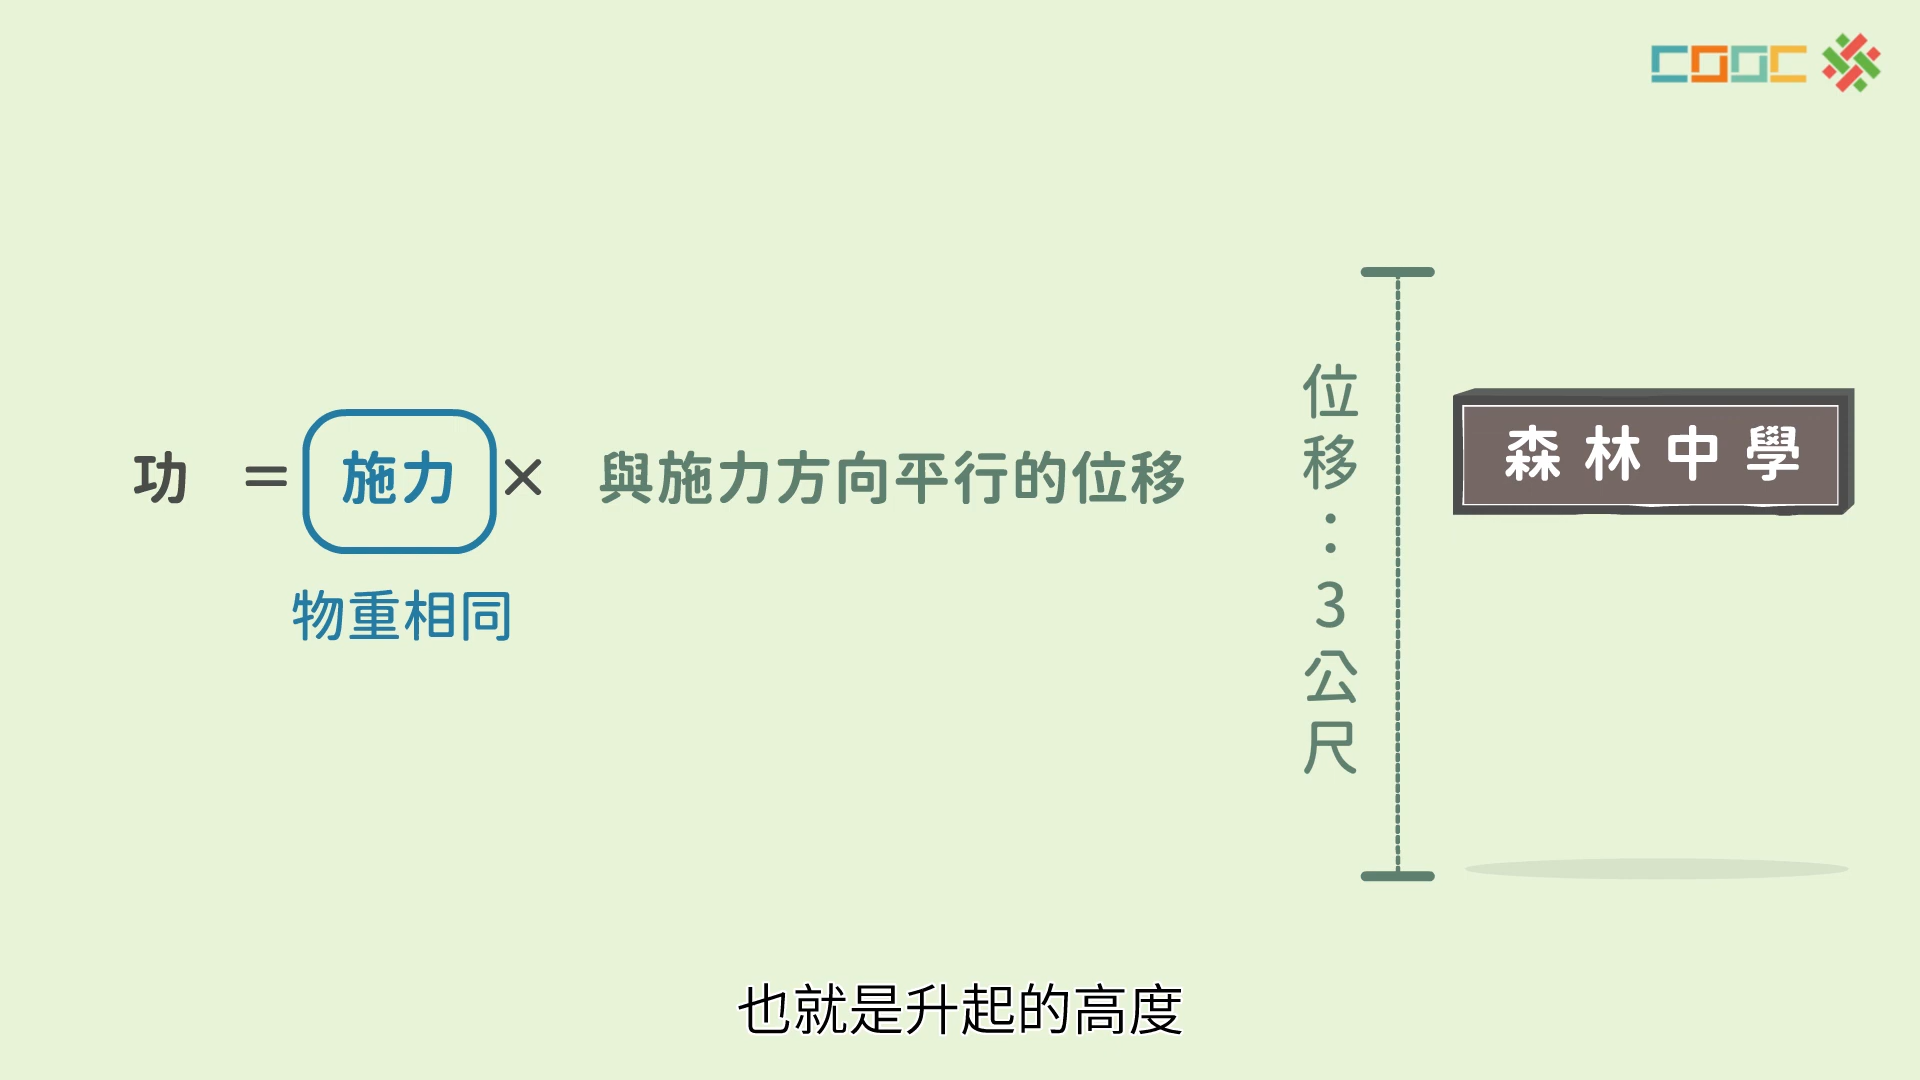 COOC
功 = 施力 × 與施力方向平行的位移
物重相同
位移：3公尺
森林中學
也就是升起的高度